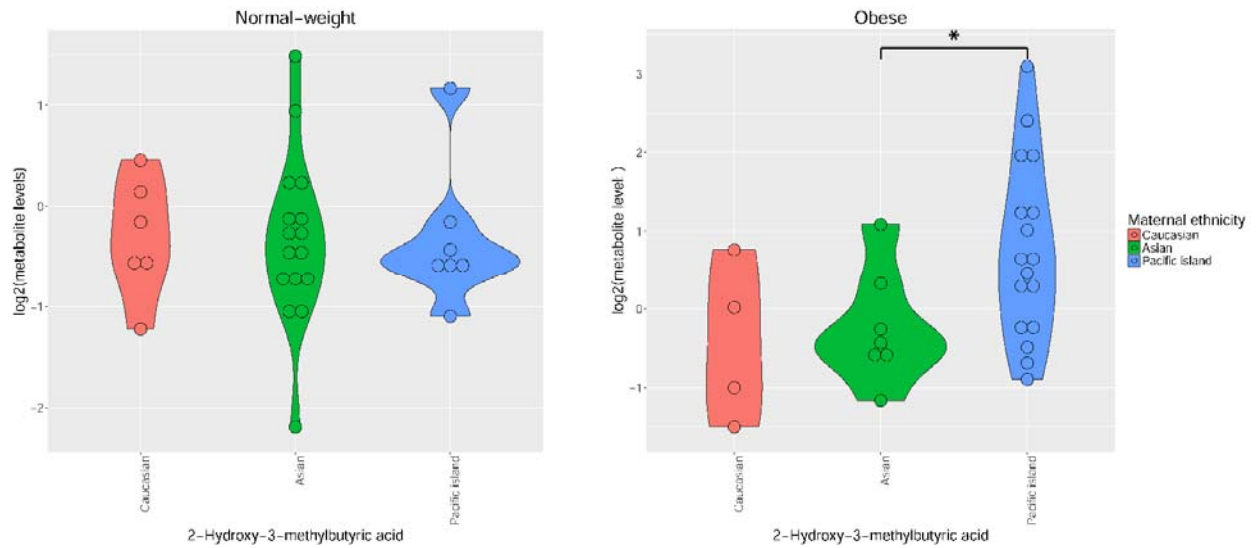 Normal-weight
Obese
*
log2(metabolite levels)
1
0
-1
-2
Caucasian
Asian
Pacific island
2-Hydroxy-3-methylbutyric acid
log2(metabolite level: )
3
2
1
0
-1
Caucasian
Asian
Pacific island
2-Hydroxy-3-methylbutyric acid
Maternal ethnicity
Caucasian
Asian
Pacific island